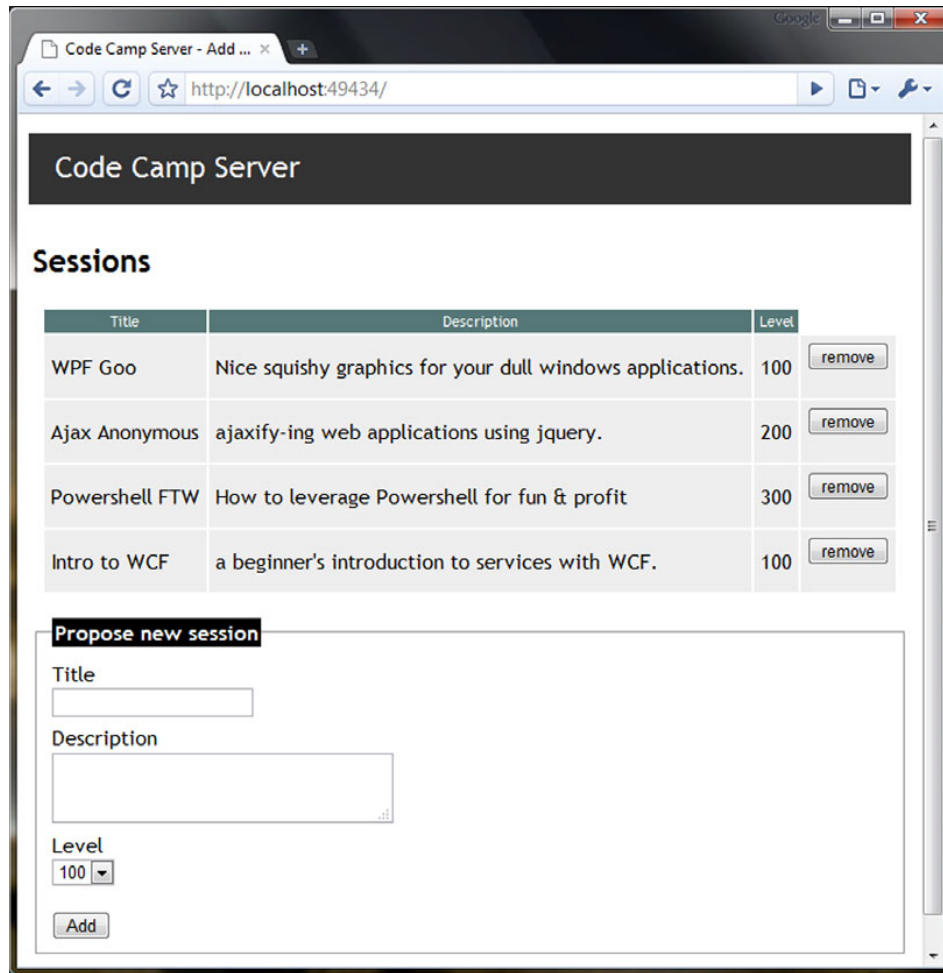 Google
Code Camp Server - Add ...
http://localhost:49434/
Code Camp Server
Sessions
Title Description Level
WPF Goo Nice squishy graphics for your dull windows applications. 100 remove
Ajax Anonymous ajaxify-ing web applications using jquery. 200 remove
Powershell FTW How to leverage Powershell for fun & profit 300 remove
Intro to WCF a beginner's introduction to services with WCF. 100 remove
Propose new session
Title
Description
Level
100
Add